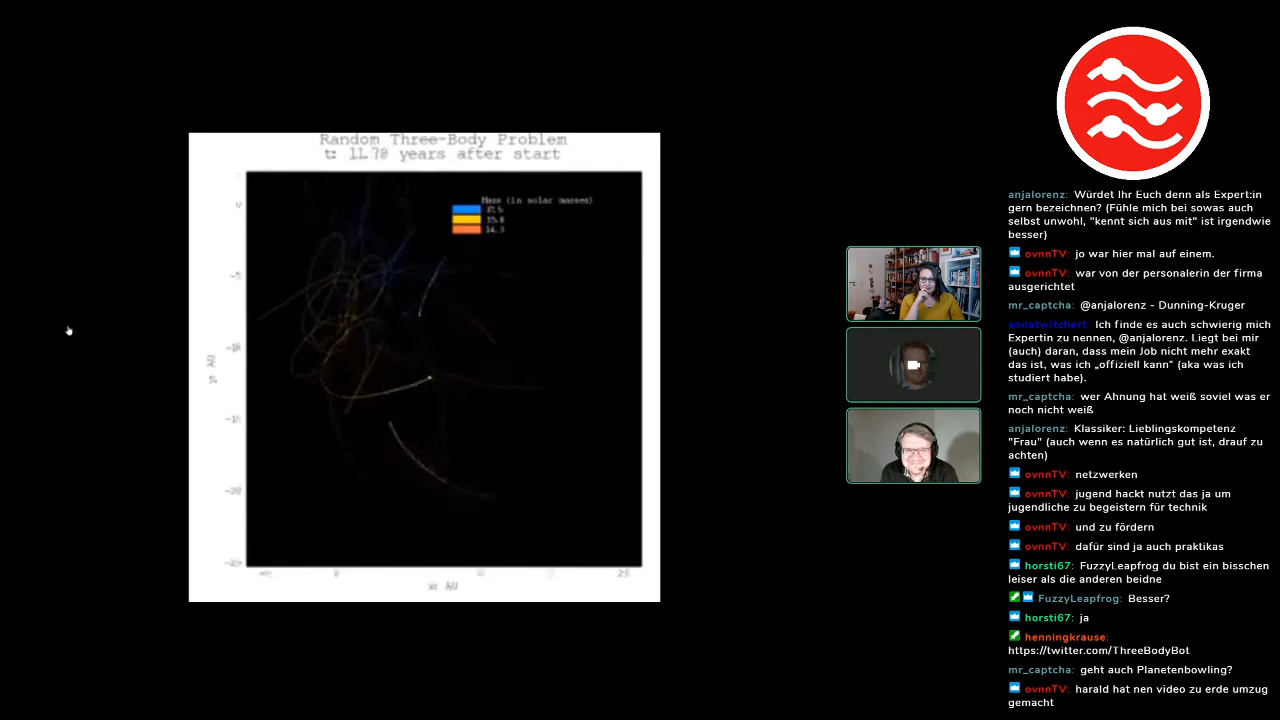 Random Three-Body Problem
t: 11.78 years after start
Mass (in solar masses)
0
-5
-10
-15
-20
x: AU
anjalorenz: Würdet Ihr Euch denn als Expert:in
gern bezeichnen? (Fühle mich bei sowas auch
selbst unwohl, "kennt sich aus mit" ist irgendwie
besser)
ovnnTV: jo war hier mal auf einem.
ovnnTV: war von der personalerin der firma
ausgerichtet
mr_captcha: @anjalorenz - Dunning-Kruger
annatwitchert Ich finde es auch schwierig mich
Expertin zu nennen, @anjalorenz. Liegt bei mir
(auch) daran, dass mein Job nicht mehr exakt
das ist, was ich „offiziell kann“ (aka was ich
studiert habe).
mr_captcha: wer Ahnung hat weiß soviel was er
noch nicht weiß
anjalorenz: Klassiker: Lieblingskompetenz
"Frau" (auch wenn es natürlich gut ist, drauf zu
achten)
ovnnTV: netzwerken
ovnnTV: jugend hackt nutzt das ja um
jugendliche zu begeistern für technik
ovnnTV: und zu fördern
ovnnTV: dafür sind ja auch praktikas
horsti67: FuzzyLeapfrog du bist ein bisschen
leiser als die anderen beidne
FuzzyLeapfrog: Besser?
horsti67: ja
henningkrause:
https://twitter.com/ThreeBodyBot
mr_captcha: geht auch Planetenbowling?
ovnnTV: harald hat nen video zu erde umzug
gemacht